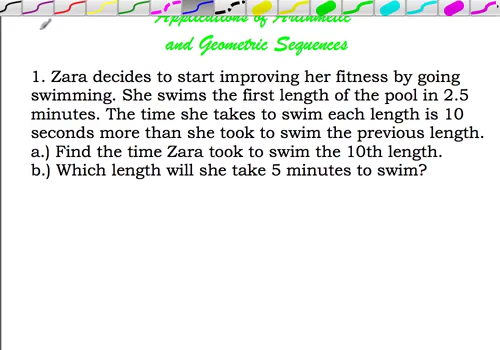 Applications of Arithmetic
and Geometric Sequences
1. Zara decides to start improving her fitness by going
swimming. She swims the first length of the pool in 2.5
minutes. The time she takes to swim each length is 10
seconds more than she took to swim the previous length.
a.) Find the time Zara took to swim the 10th length.
b.) Which length will she take 5 minutes to swim?